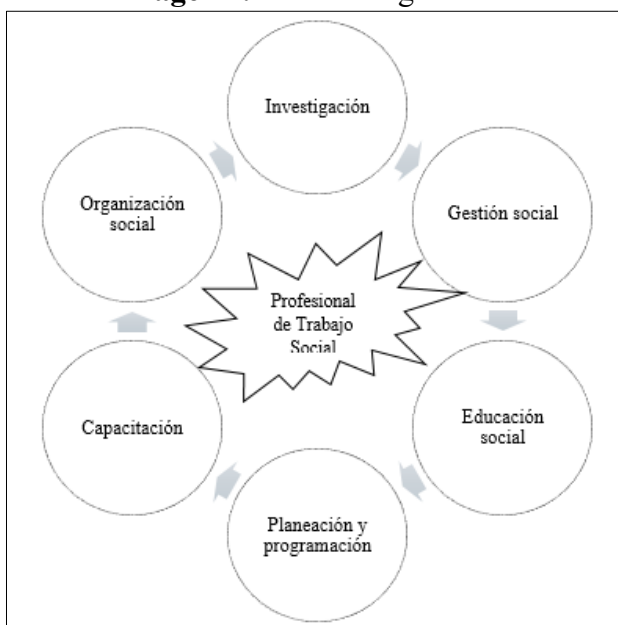 Investigación
Gestión social
Educación
social
Planeación y
programación
Capacitación
Organización
social
Profesional
de Trabajo
Social